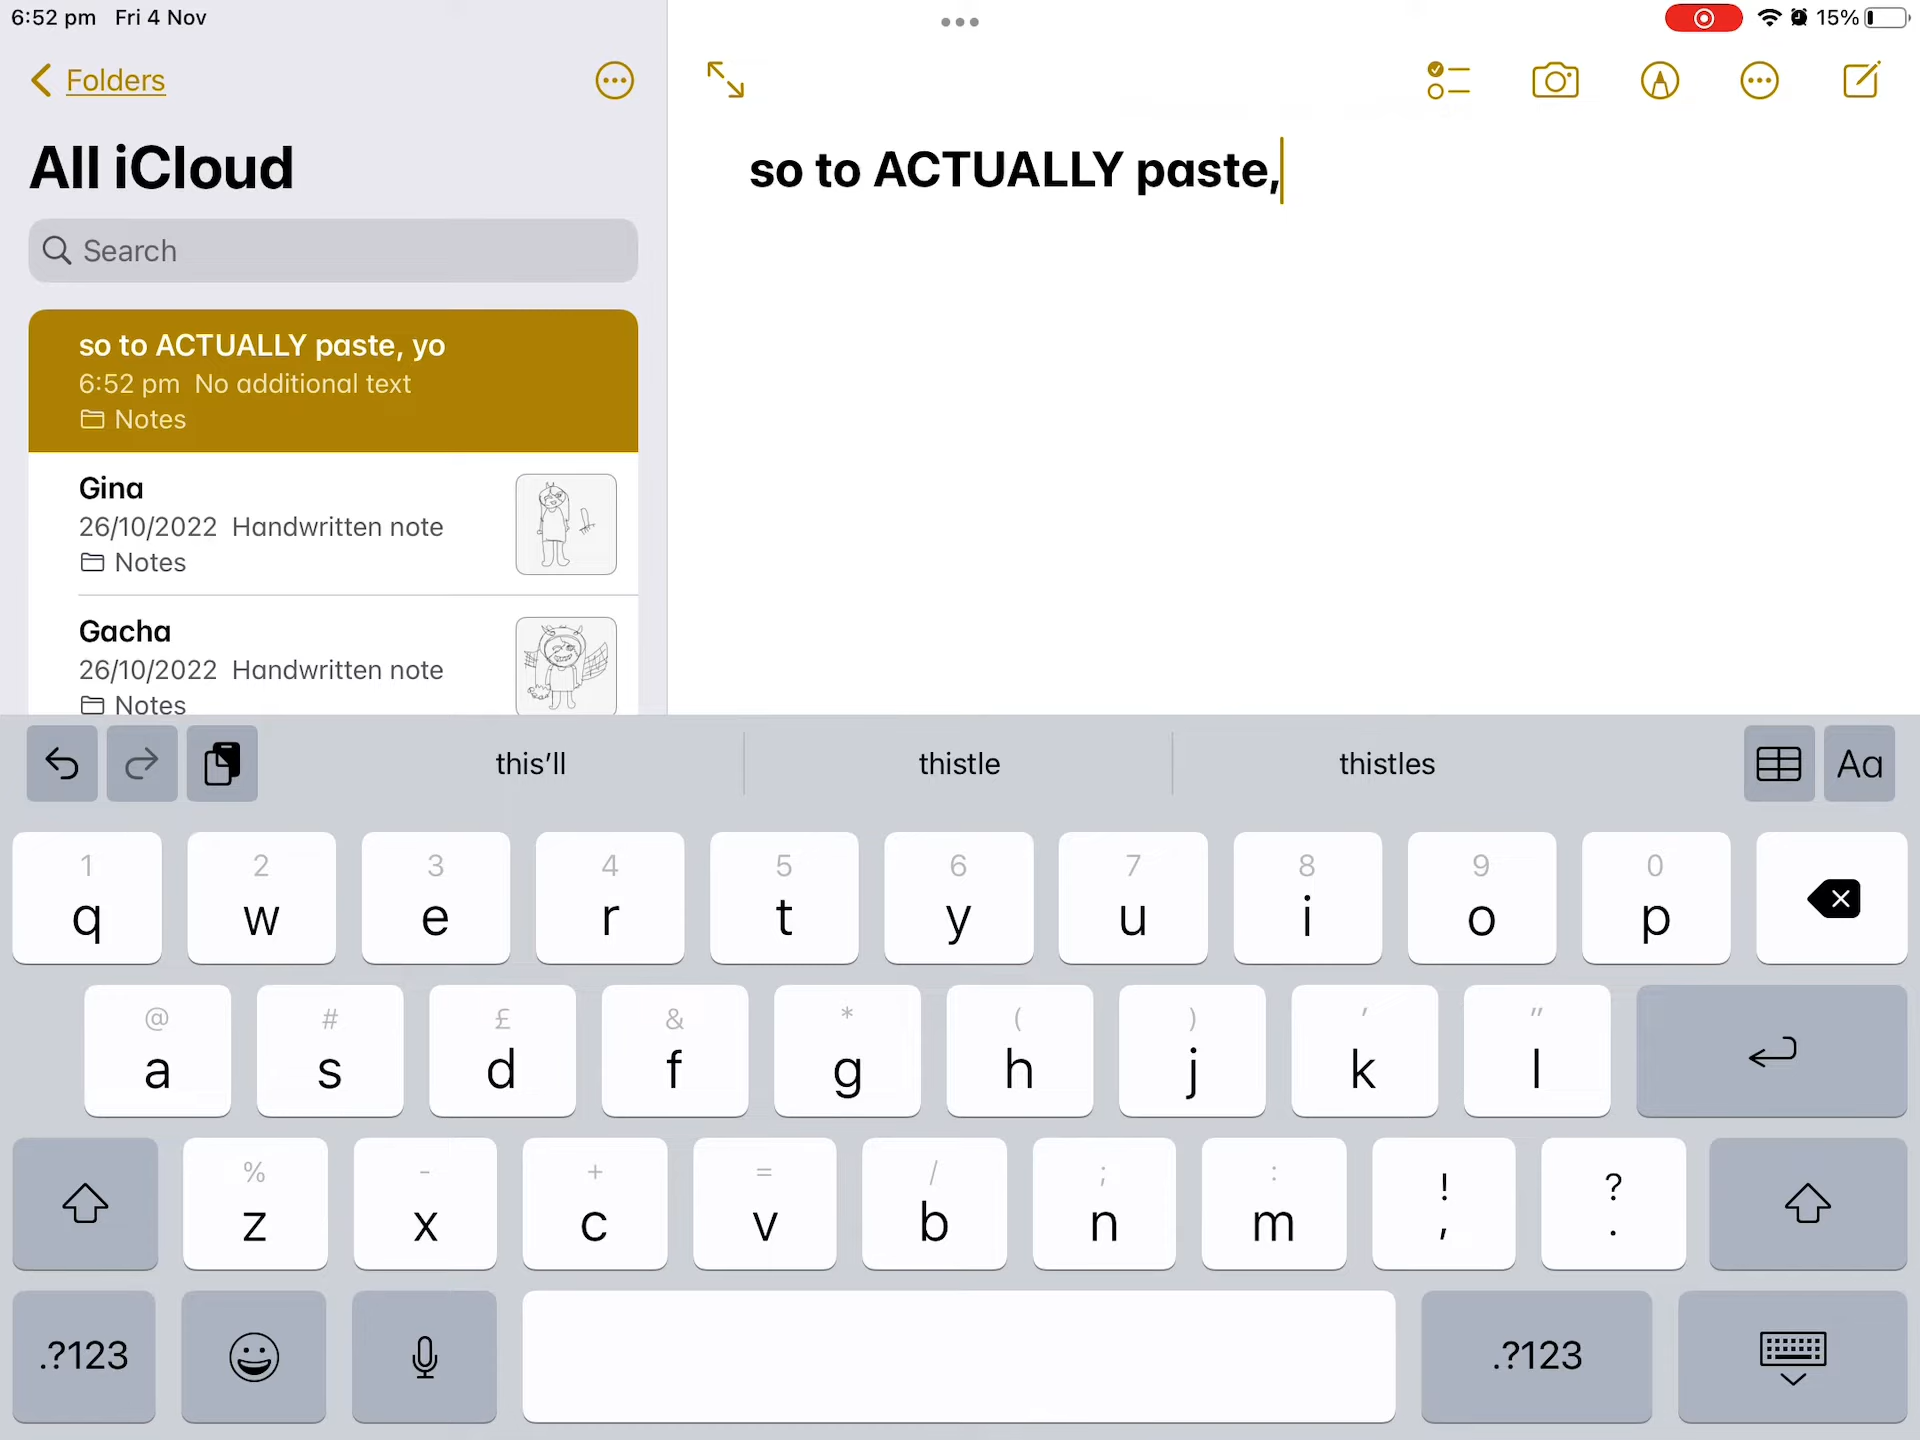 6:52 pm Fri 4 Nov
15%
Folders
All iCloud
Search
so to ACTUALLY paste, yo
6:52 pm No additional text
Notes
Gina
26/10/2022 Handwritten note
Notes
Gacha
26/10/2022 Handwritten note
Notes
so to ACTUALLY paste,
this’ll thistle thistles Aa
1 2 3 4 5 6 7 8 9 0
q w e r t y u i o p
@ # £ & * ( ) ' "
a s d f g h j k l
% - + = / ; : ! ?
z x c v b n m , .
.?123 .?123